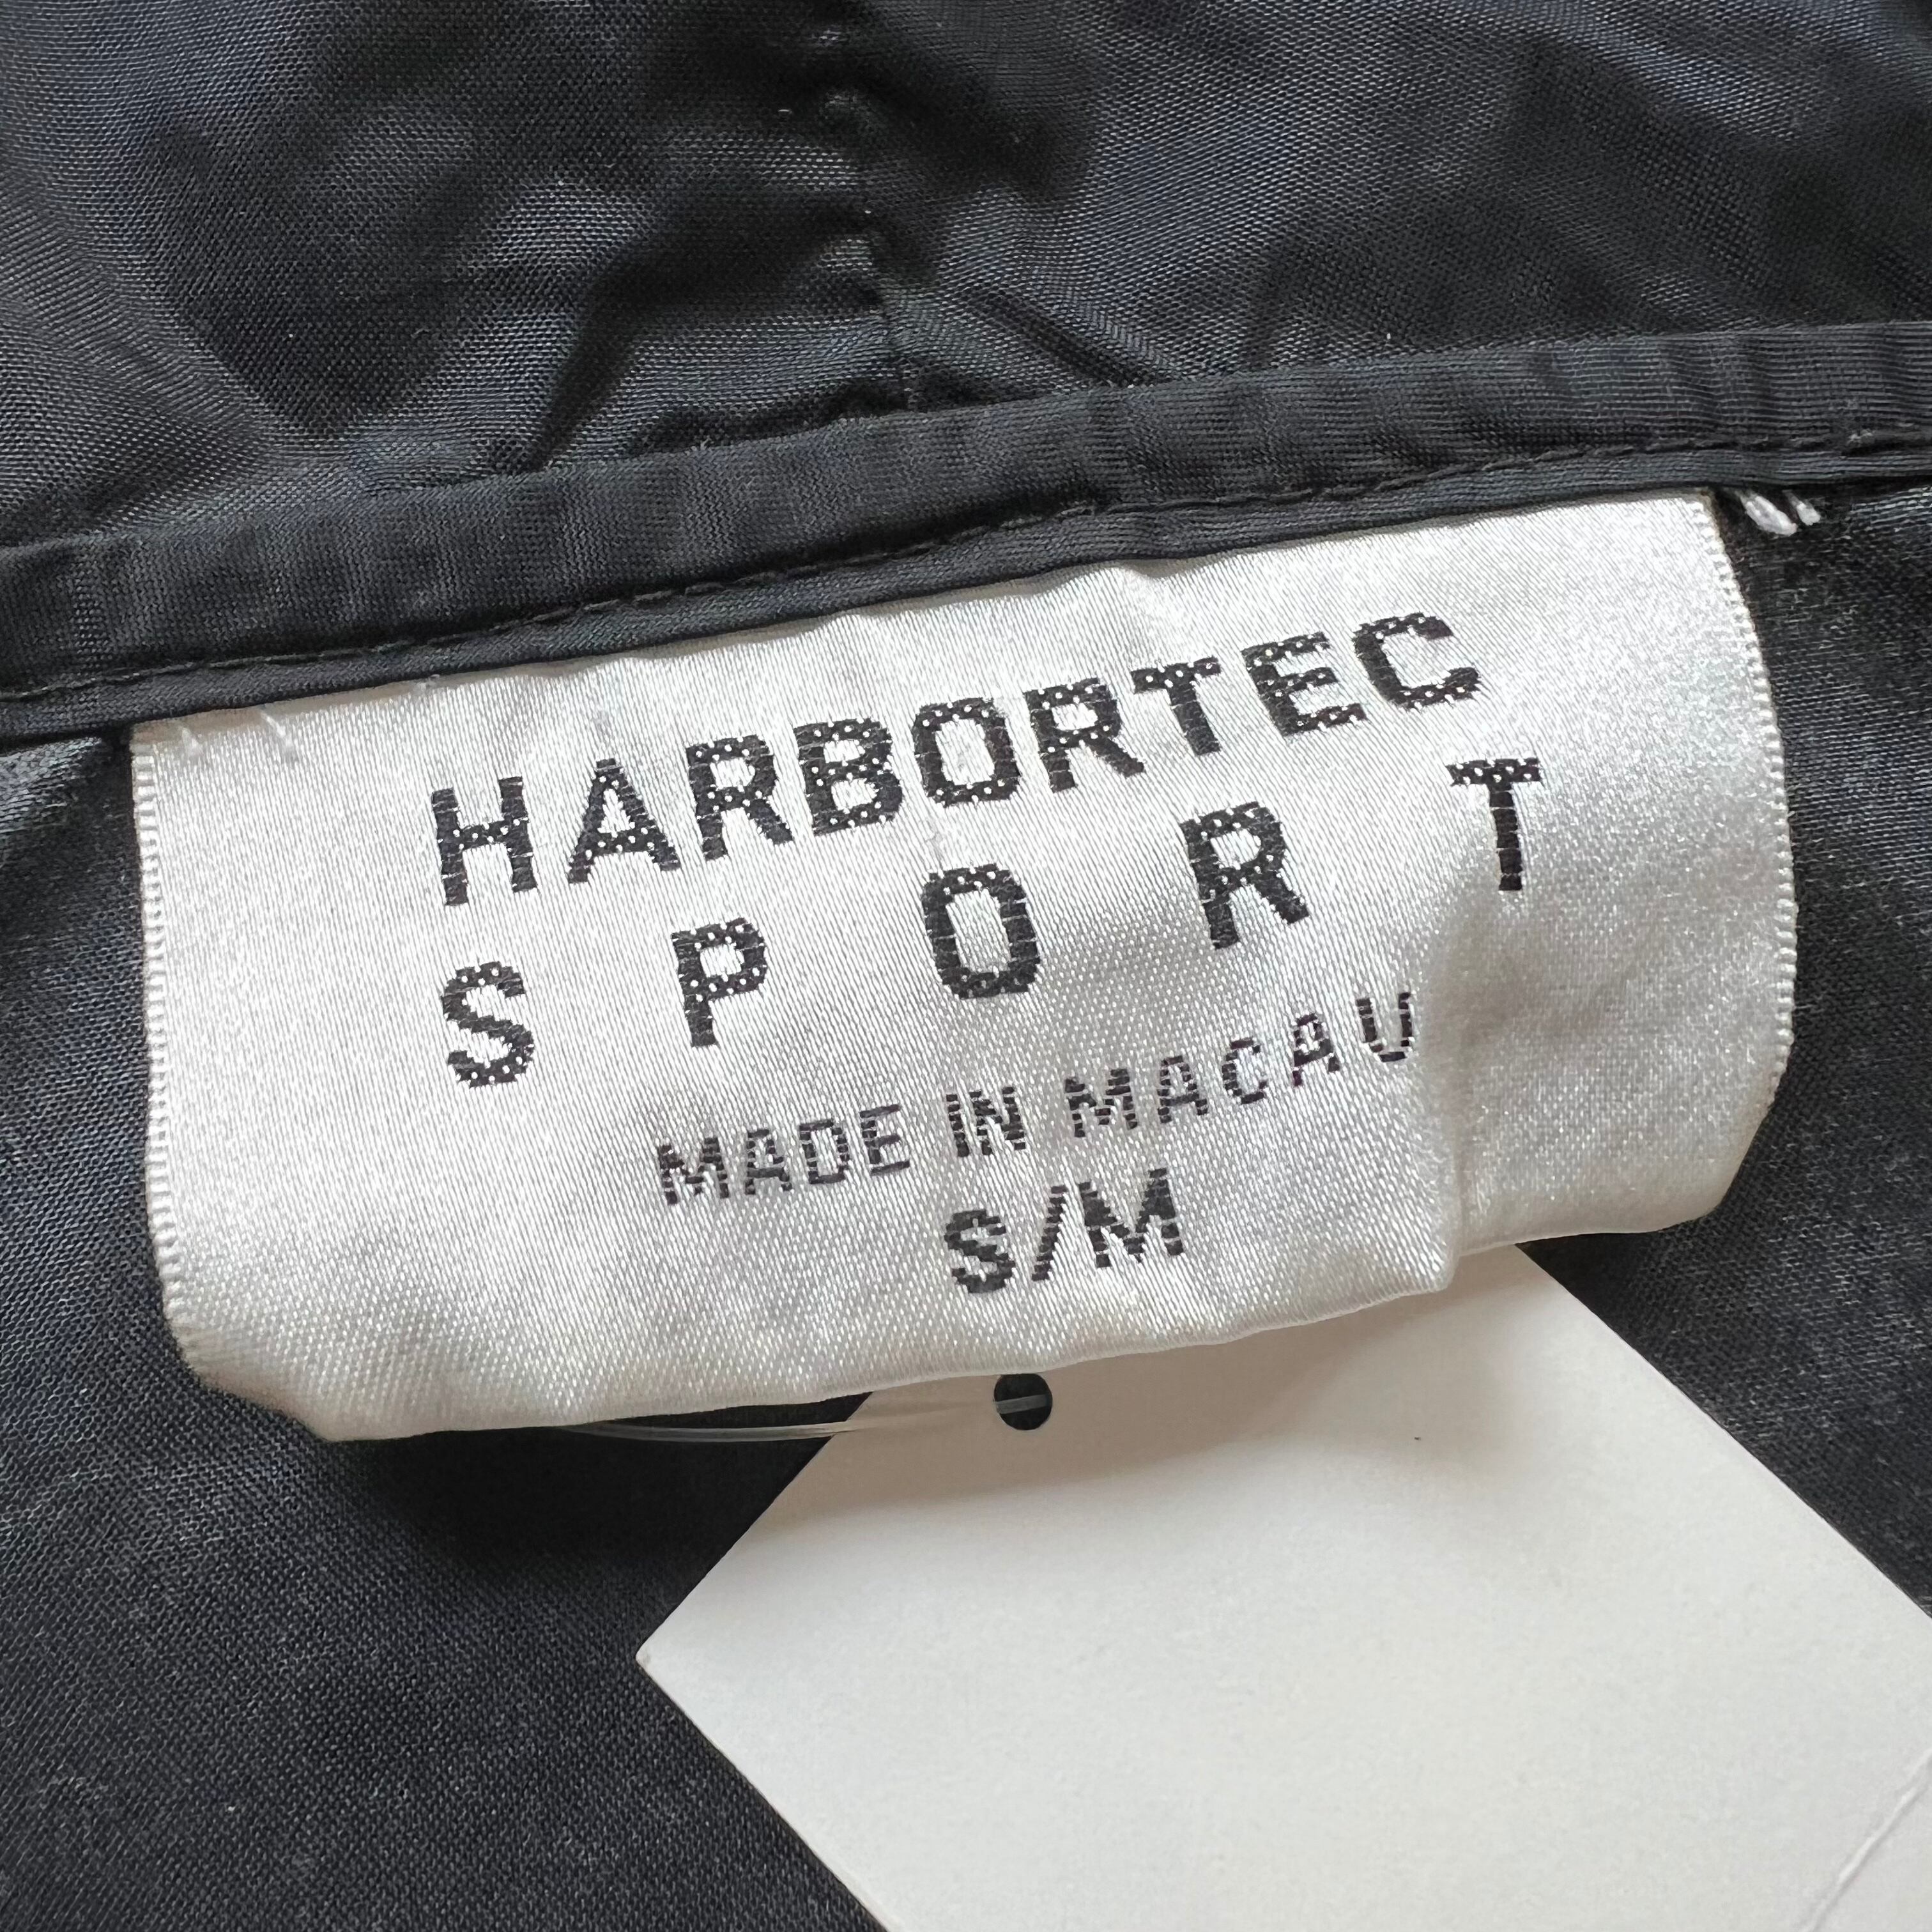 HARBORTEC
SPORT
MADE IN MACAU
S/M